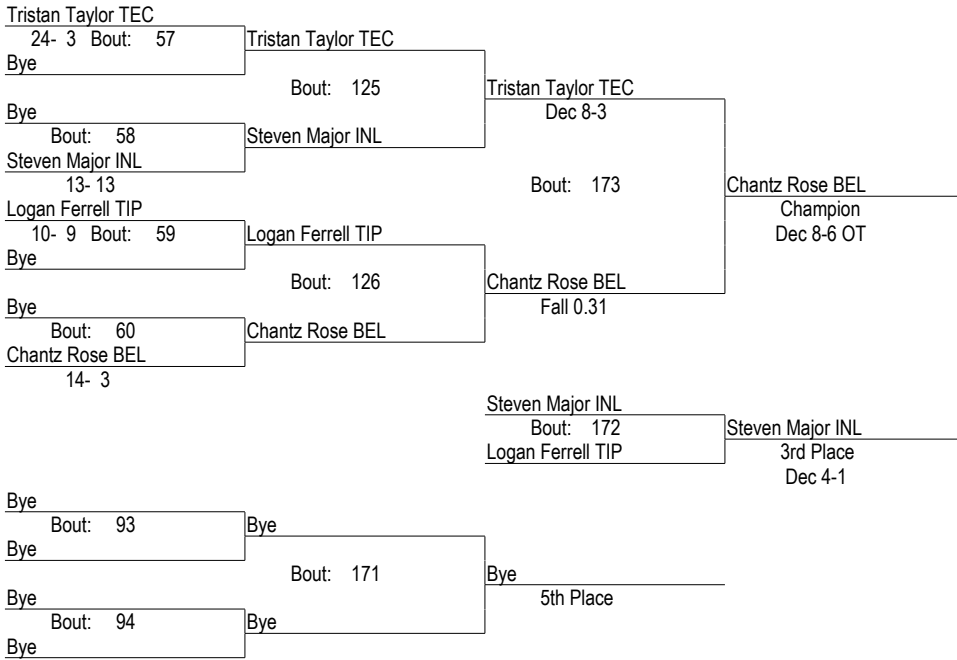 Tristan Taylor TEC
24- 3 Bout: 57 Tristan Taylor TEC
Bye
Bout: 125 Tristan Taylor TEC
Bye Dec 8-3
Bout: 58 Steven Major INL
Steven Major INL
13- 13 Bout: 173 Chantz Rose BEL
Logan Ferrell TIP Champion
10- 9 Bout: 59 Logan Ferrell TIP Dec 8-6 OT
Bye
Bout: 126 Chantz Rose BEL
Bye Fall 0.31
Bout: 60 Chantz Rose BEL
Chantz Rose BEL
14- 3
Steven Major INL
Bout: 172 Steven Major INL
Logan Ferrell TIP 3rd Place
Dec 4-1
Bye
Bout: 93 Bye
Bye
Bout: 171 Bye
Bye 5th Place
Bout: 94 Bye
Bye